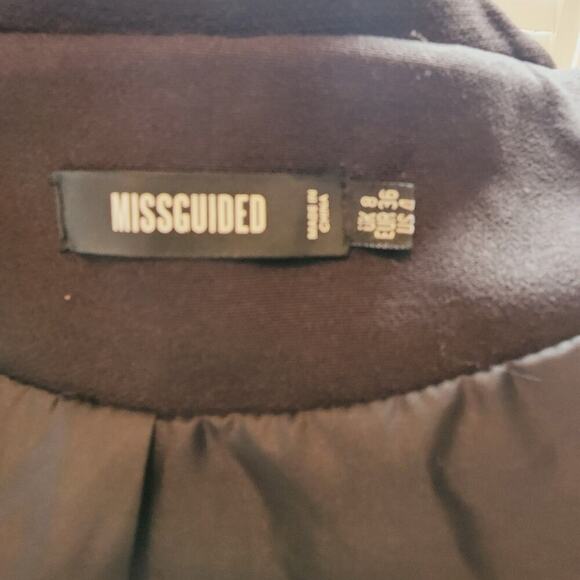 MISSGUIDED
MADE IN
CHINA
UK 8
EUR 36
US 4